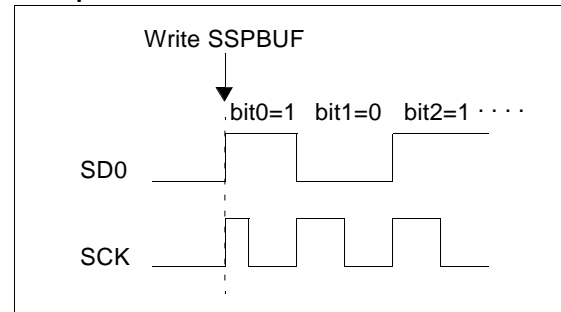 Write SSPBUF
bit0=1 bit1=0 bit2=1 · · · ·
SD0
SCK